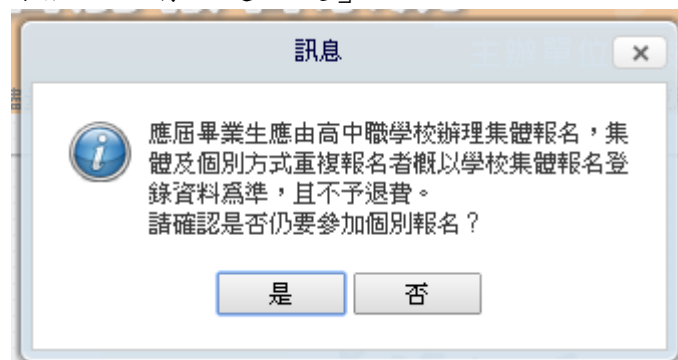 訊息
應屆畢業生應由高中職學校辦理集體報名，集
體及個別方式重複報名者概以學校集體報名登
錄資料為準，且不予退費。
請確認是否仍要參加個別報名？
是
否